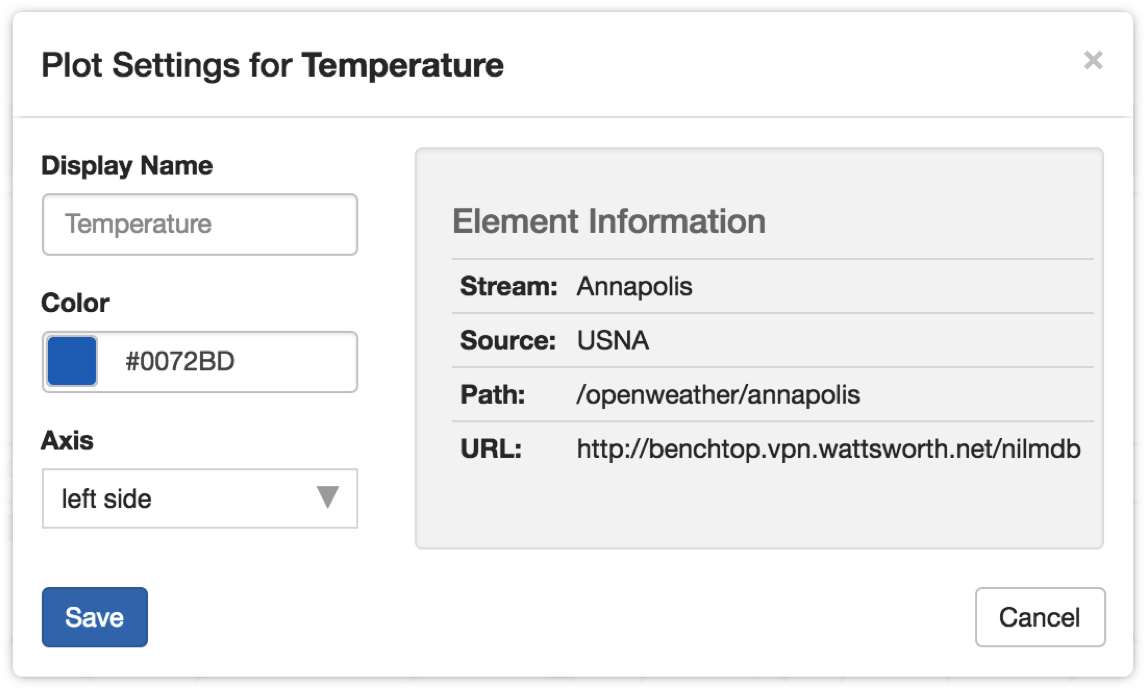 Plot Settings for Temperature
×
Display Name
Temperature
Color
#0072BD
Axis
left side
Element Information
Stream: Annapolis
Source: USNA
Path: /openweather/annapolis
URL: http://benchtop.vpn.wattsworth.net/nilmdb
Save
Cancel